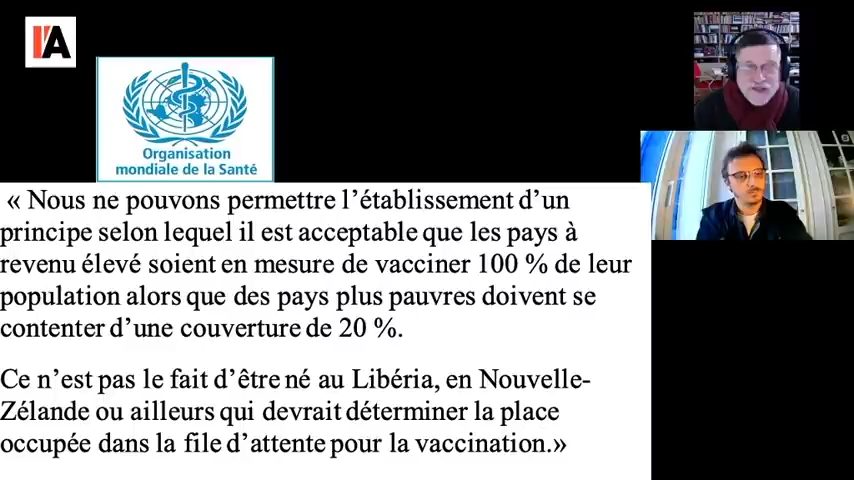 I'A
Organisation
mondiale de la Santé
« Nous ne pouvons permettre l’établissement d’un
principe selon lequel il est acceptable que les pays à
revenu élevé soient en mesure de vacciner 100 % de leur
population alors que des pays plus pauvres doivent se
contenter d’une couverture de 20 %.
Ce n’est pas le fait d’être né au Libéria, en Nouvelle-
Zélande ou ailleurs qui devrait déterminer la place
occupée dans la file d’attente pour la vaccination.»